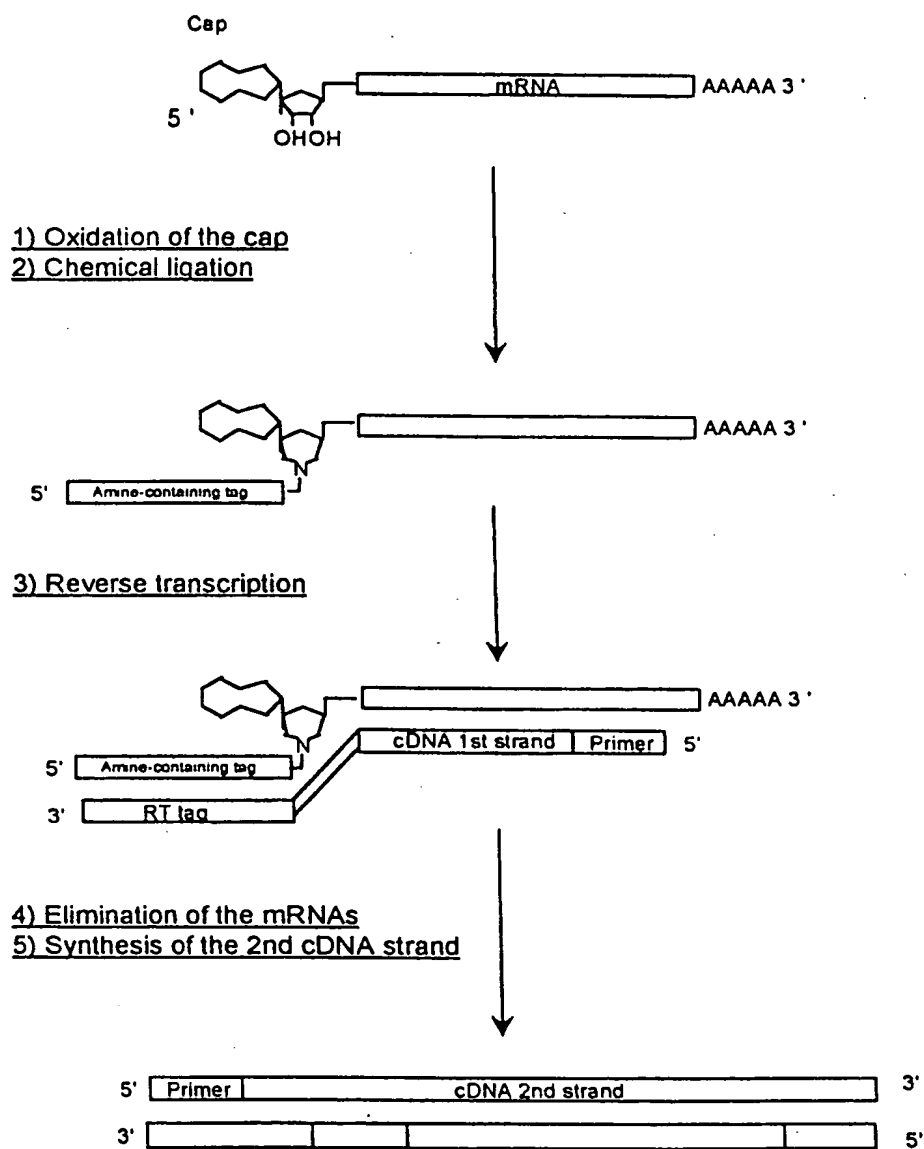 Cap
mRNA AAAAA 3 '
5 '
OHOH
1) Oxidation of the cap
2) Chemical ligation
AAAAA 3 '
N
5' Amine-containing tag
3) Reverse transcription
AAAAA 3 '
N
cDNA 1st strand Primer 5'
5' Amine-containing tag
3' RT tag
4) Elimination of the mRNAs
5) Synthesis of the 2nd cDNA strand
5' Primer cDNA 2nd strand 3'
3' 5'